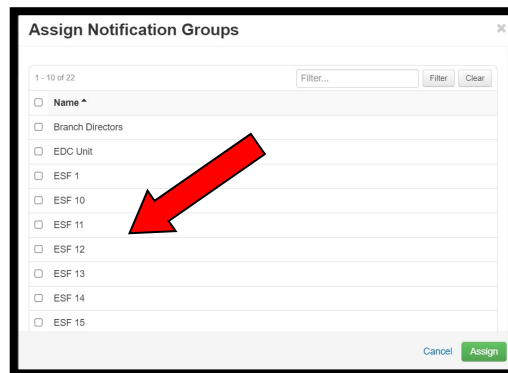 Assign Notification Groups ×
1 - 10 of 22 Filter... Filter Clear
Name
Branch Directors
EDC Unit
ESF 1
ESF 10
ESF 11
ESF 12
ESF 13
ESF 14
ESF 15
Cancel Assign